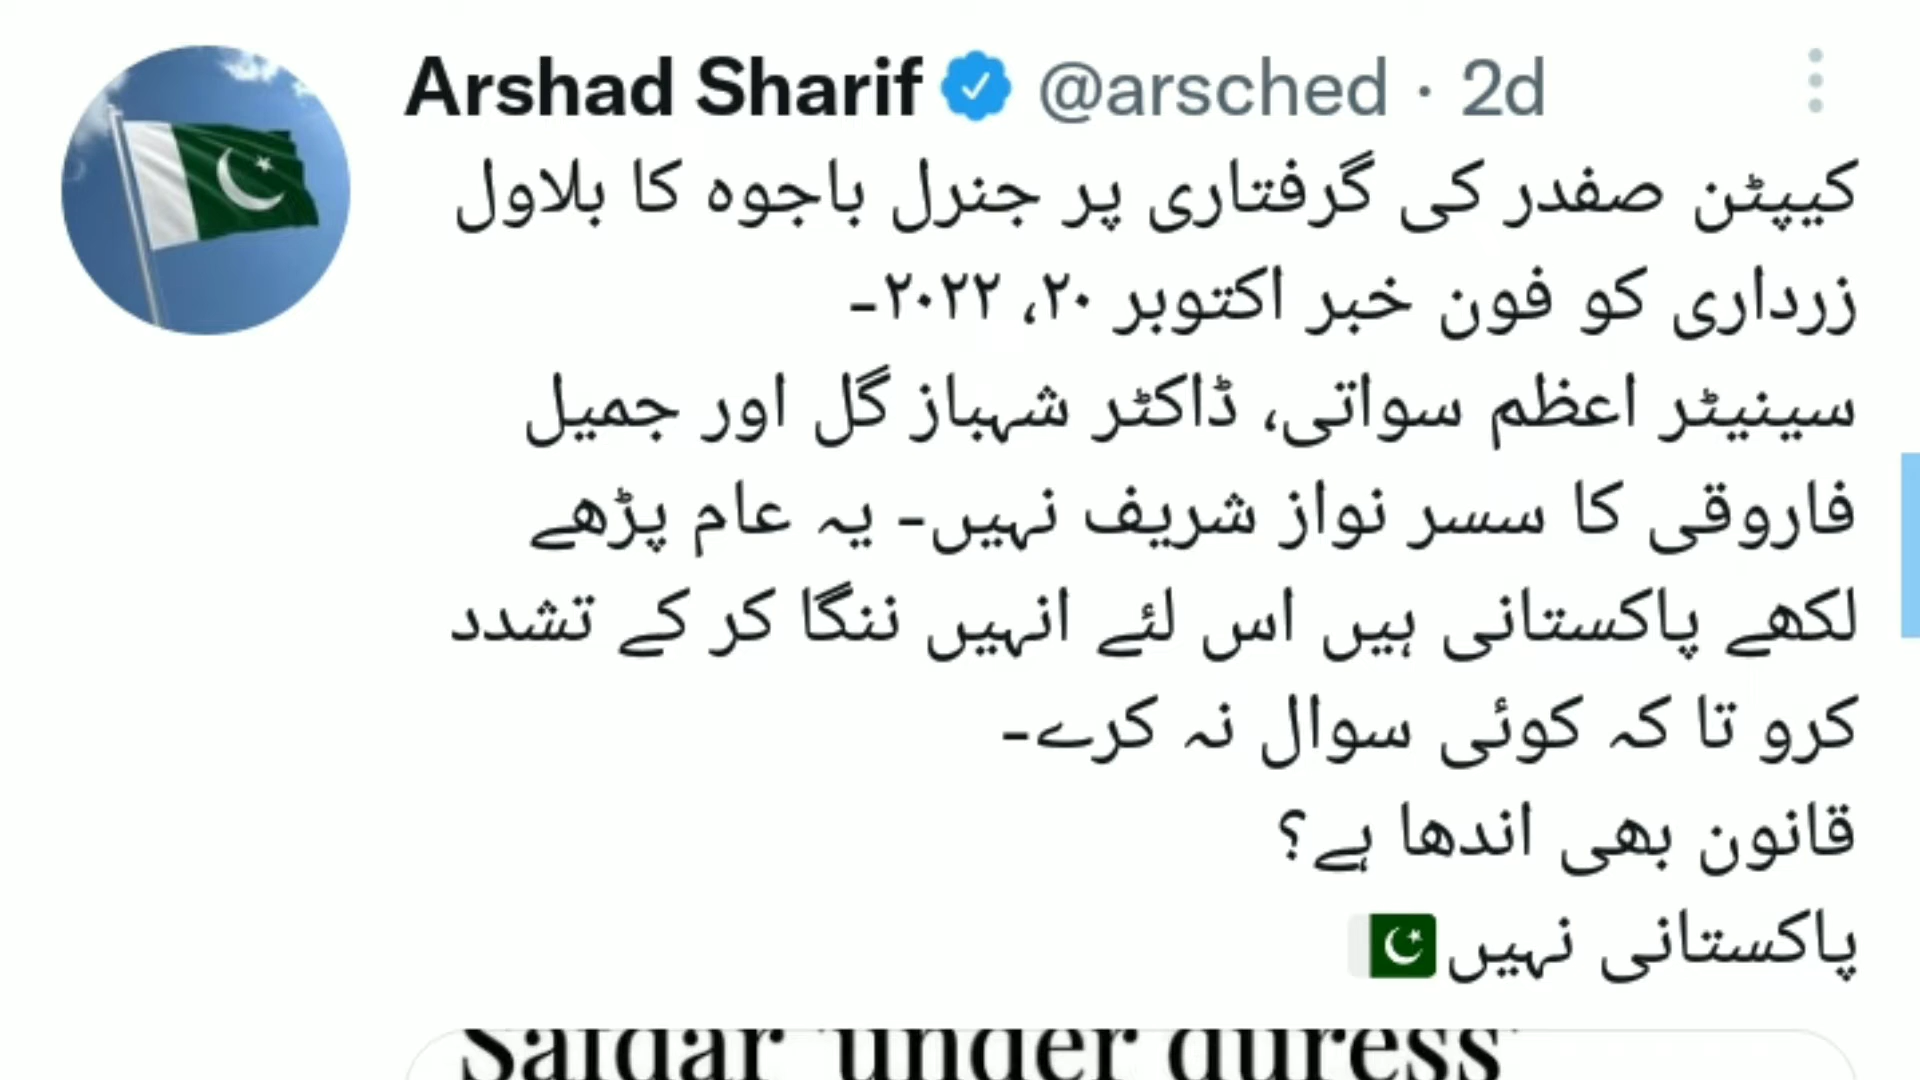 Arshad Sharif @arsched · 2d
کیپٹن صفدر کی گرفتاری پر جنرل باجوہ کا بلاول
زرداری کو فون خبر اکتوبر ۲۰، ۲۰۲۲-
سینیٹر اعظم سواتی، ڈاکٹر شہباز گل اور جمیل
فاروقی کا سسر نواز شریف نہیں- یہ عام پڑھے
لکھے پاکستانی ہیں اس لئے انہیں ننگا کر کے تشدد
کرو تا کہ کوئی سوال نہ کرے-
قانون بھی اندھا ہے؟
پاکستانی نہیں🇵🇰
Safdar 'under duress'